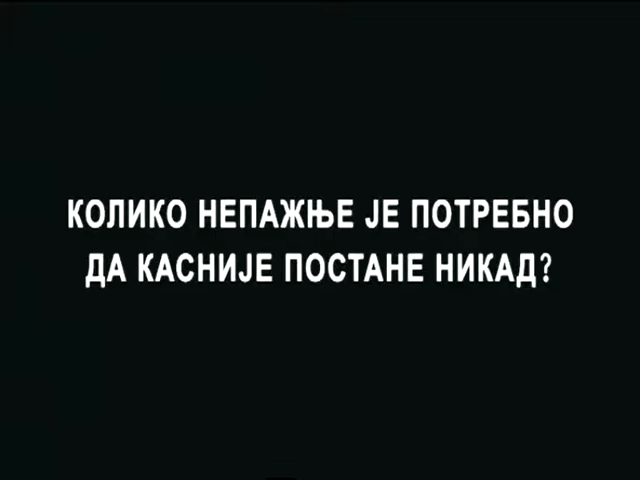 КОЛИКО НЕПАЖЊЕ ЈЕ ПОТРЕБНО
ДА КАСНИЈЕ ПОСТАНЕ НИКАД?